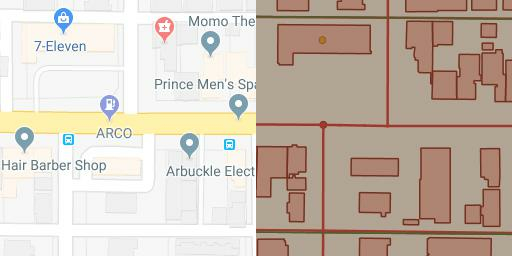 Momo The
7-Eleven
Prince Men's Spa
ARCO
Hair Barber Shop
Arbuckle Elect